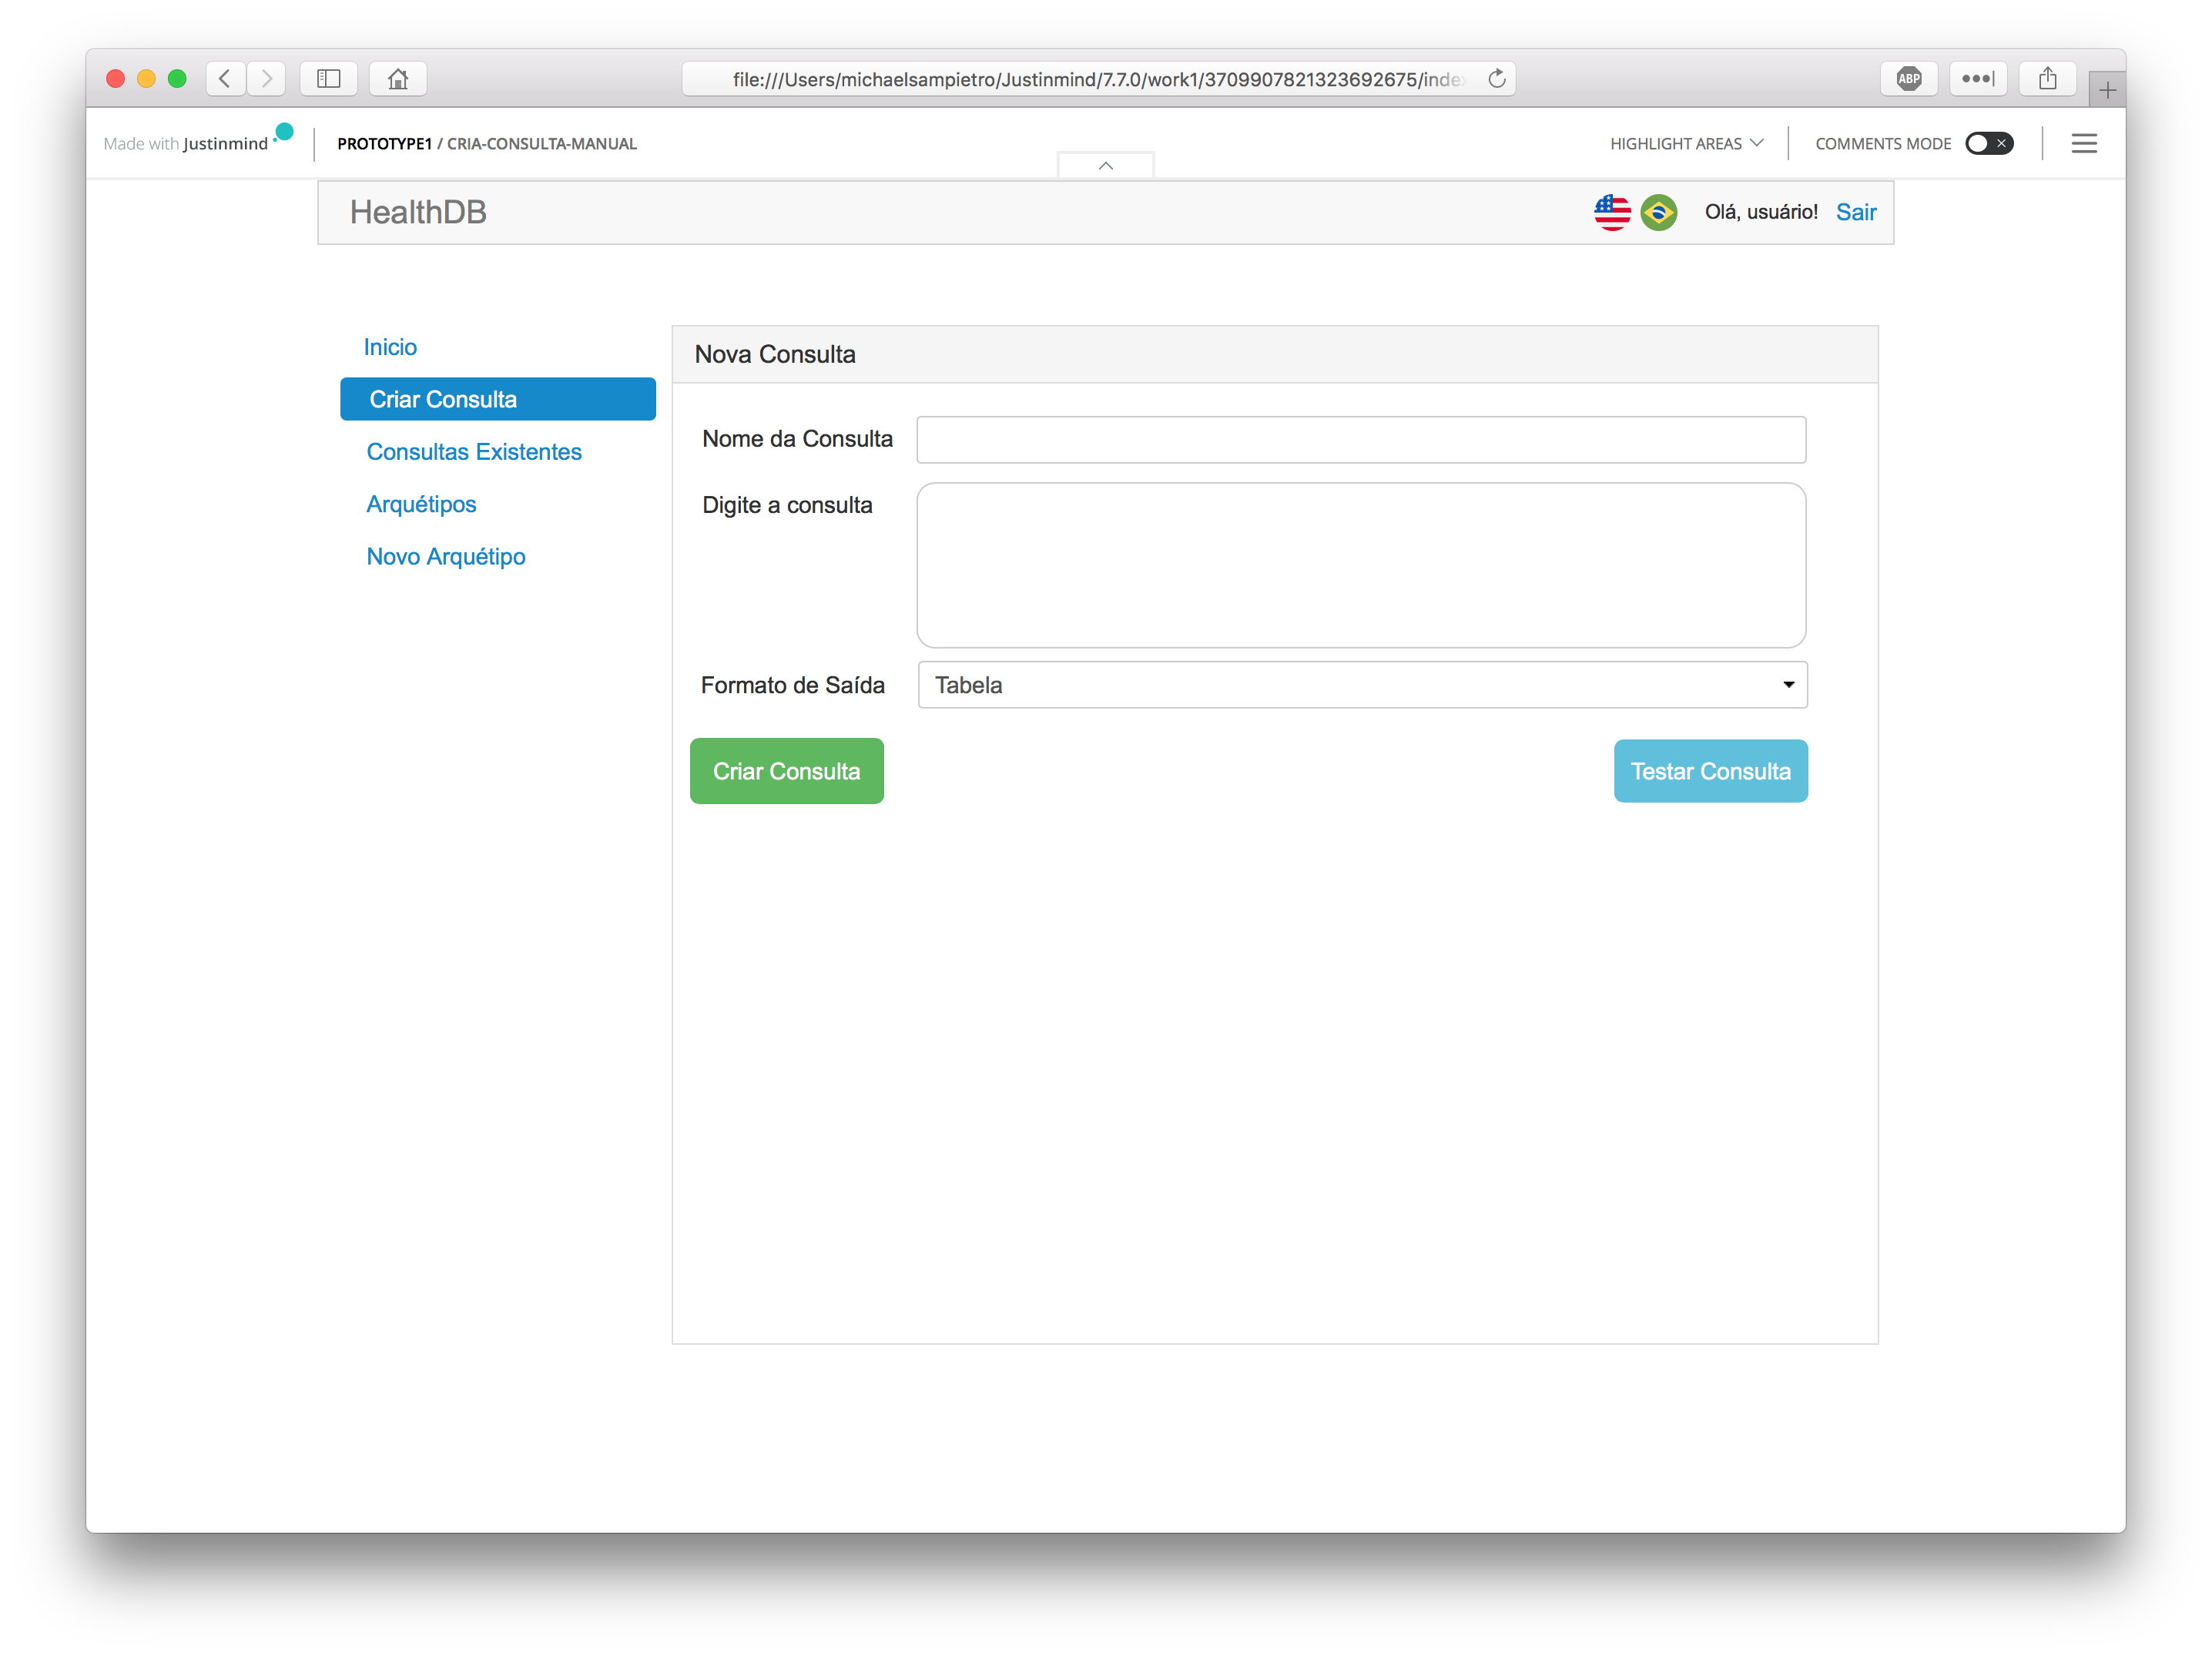 file:///Users/michaelsampietro/Justinmind/7.7.0/work1/3709907821323692675/index
ABP
Made with Justinmind
PROTOTYPE1 / CRIA-CONSULTA-MANUAL
HIGHLIGHT AREAS
COMMENTS MODE
HealthDB
Olá, usuário!
Sair
Inicio
Criar Consulta
Consultas Existentes
Arquétipos
Novo Arquétipo
Nova Consulta
Nome da Consulta
Digite a consulta
Formato de Saída
Tabela
Criar Consulta
Testar Consulta